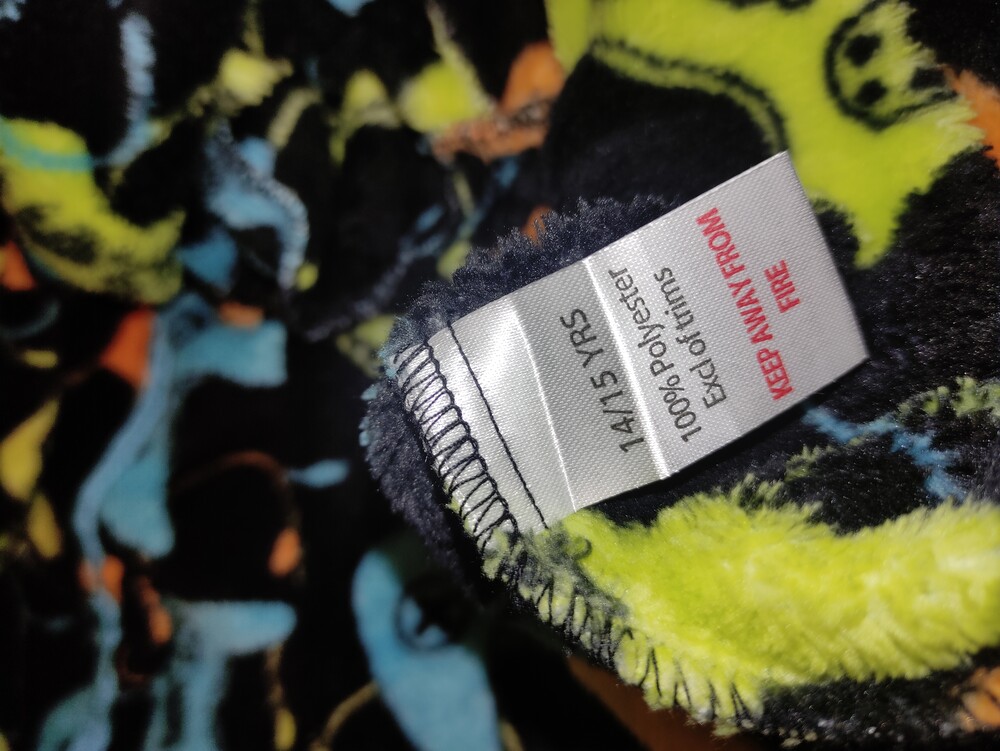 14/15 YRS
100% Polyester
Excl of trims
KEEP AWAY FROM
FIRE